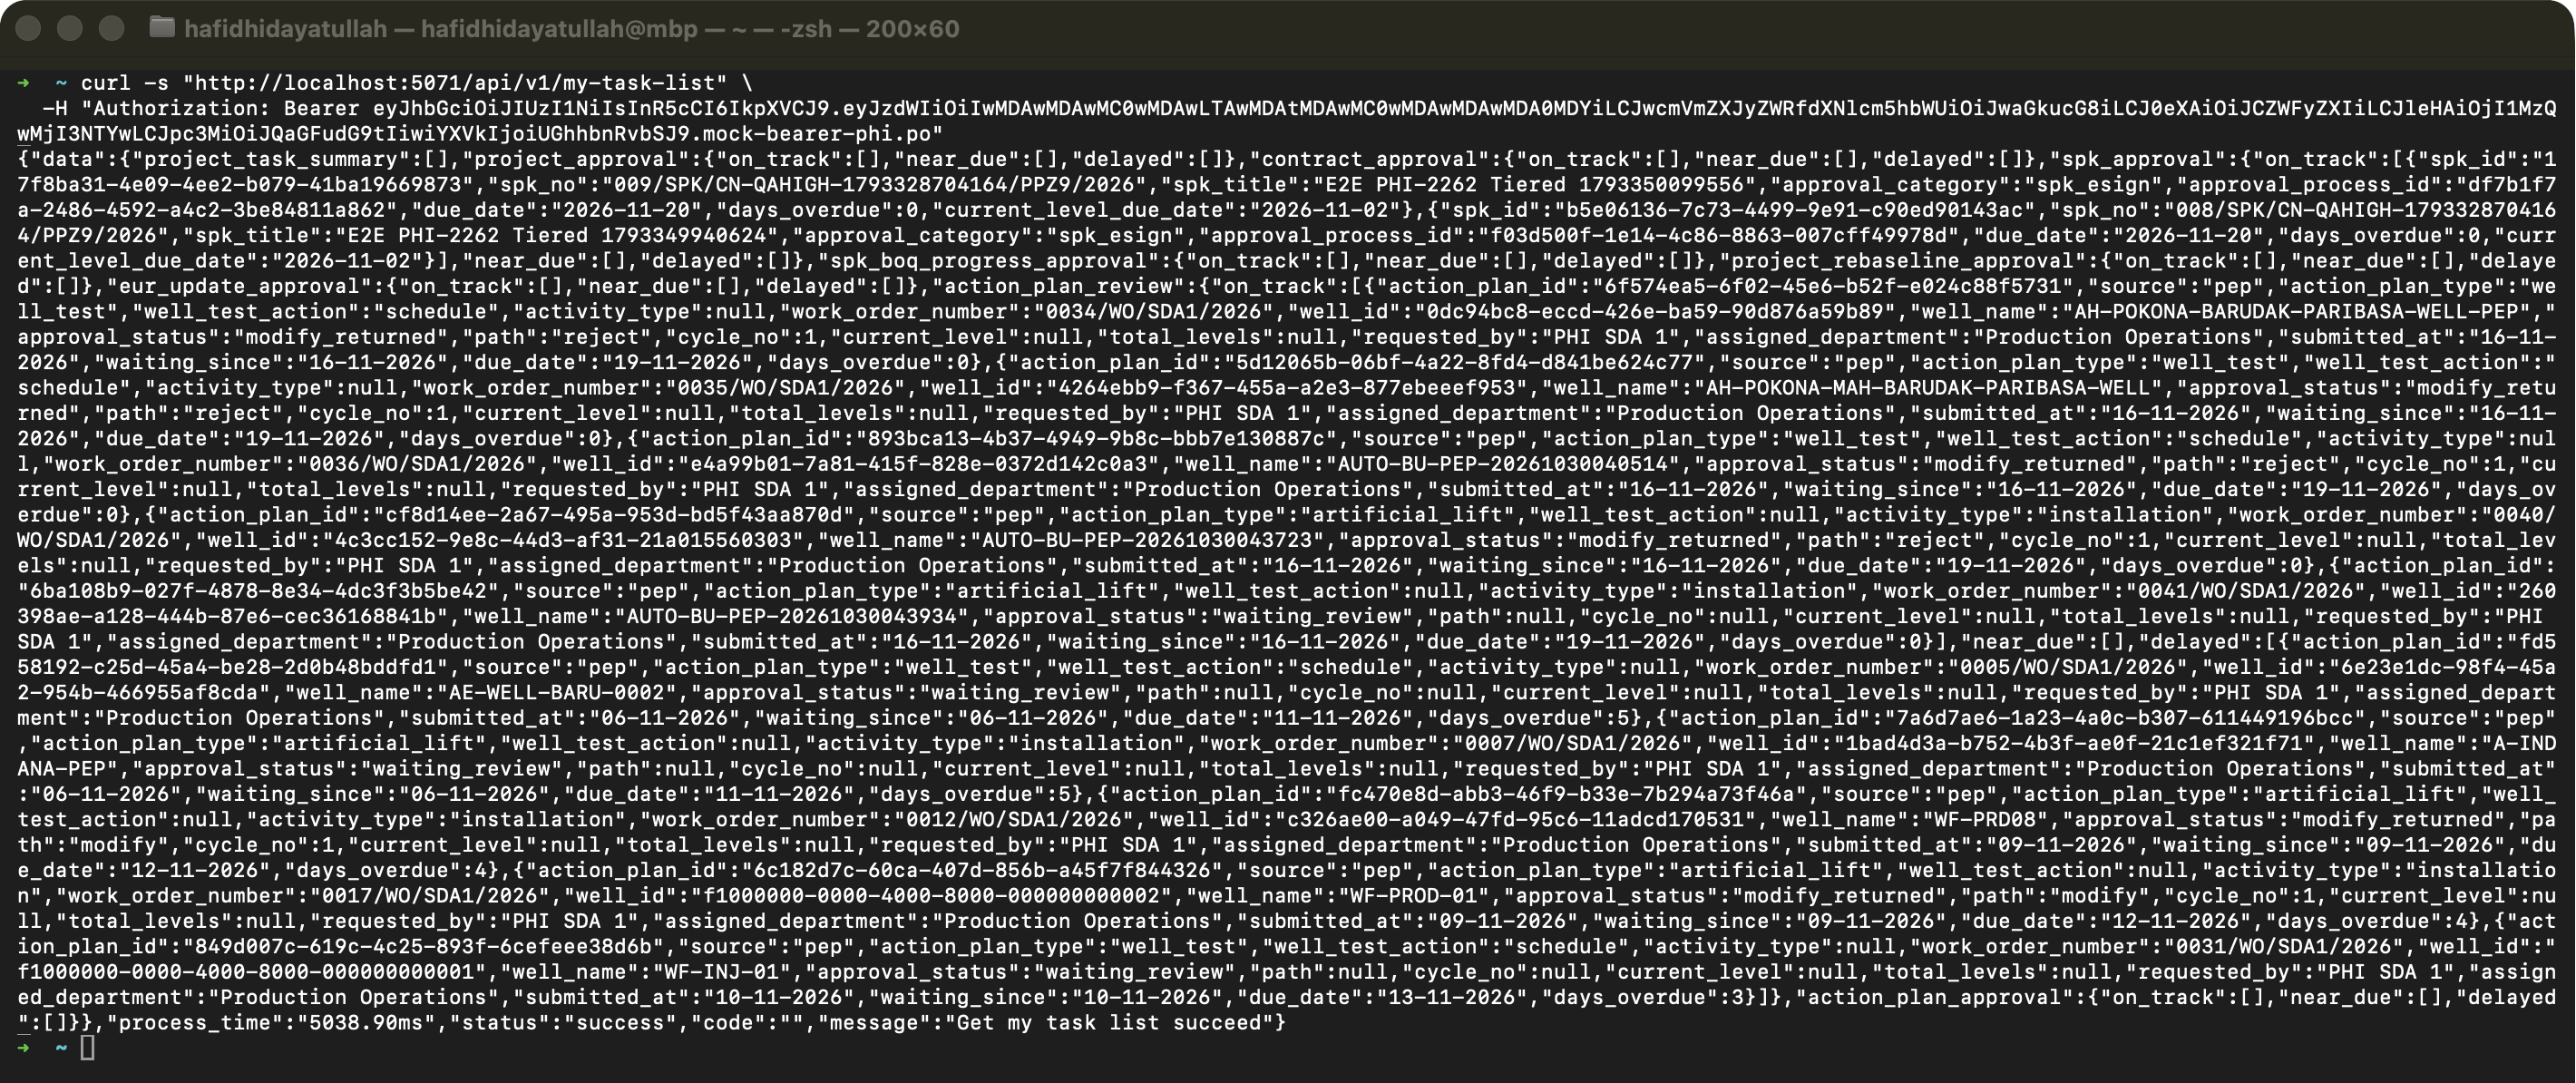 hafidhidayatullah — hafidhidayatullah@mbp — ~ — -zsh — 200×60
➜  ~ curl -s "http://localhost:5071/api/v1/my-task-list" \
  -H "Authorization: Bearer eyJhbGciOiJIUzI1NiIsInR5cCI6IkpXVCJ9.eyJzdWIiOiIwMDAwMDAwMC0wMDAwLTAwMDAtMDAwMC0wMDAwMDAwMDA0MDYiLCJwcmVmZXJyZWRfdXNlcm5hbWUiOiJwaGkucG8iLCJ0eXAiOiJCZWFyZXIiLCJleHAiOjI1MzQ
wMjI3NTYwLCJpc3MiOiJQaGFudG9tIiwiYXVkIjoiUGhhbnRvbSJ9.mock-bearer-phi.po"
{"data":{"project_task_summary":[],"project_approval":{"on_track":[],"near_due":[],"delayed":[]},"contract_approval":{"on_track":[],"near_due":[],"delayed":[]},"spk_approval":{"on_track":[{"spk_id":"1
7f8ba31-4e09-4ee2-b079-41ba19669873","spk_no":"009/SPK/CN-QAHIGH-1793328704164/PPZ9/2026","spk_title":"E2E PHI-2262 Tiered 1793350099556","approval_category":"spk_esign","approval_process_id":"df7b1f7
a-2486-4592-a4c2-3be84811a862","due_date":"2026-11-20","days_overdue":0,"current_level_due_date":"2026-11-02"},{"spk_id":"b5e06136-7c73-4499-9e91-c90ed90143ac","spk_no":"008/SPK/CN-QAHIGH-179332870416
4/PPZ9/2026","spk_title":"E2E PHI-2262 Tiered 1793349940624","approval_category":"spk_esign","approval_process_id":"f03d500f-1e14-4c86-8863-007cff49978d","due_date":"2026-11-20","days_overdue":0,"curr
ent_level_due_date":"2026-11-02"}],"near_due":[],"delayed":[]},"spk_boq_progress_approval":{"on_track":[],"near_due":[],"delayed":[]},"project_rebaseline_approval":{"on_track":[],"near_due":[],"delaye
d":[]},"eur_update_approval":{"on_track":[],"near_due":[],"delayed":[]},"action_plan_review":{"on_track":[{"action_plan_id":"6f574ea5-6f02-45e6-b52f-e024c88f5731","source":"pep","action_plan_type":"we
ll_test","well_test_action":"schedule","activity_type":null,"work_order_number":"0034/WO/SDA1/2026","well_id":"0dc94bc8-eccd-426e-ba59-90d876a59b89","well_name":"AH-POKONA-BARUDAK-PARIBASA-WELL-PEP","
approval_status":"modify_returned","path":"reject","cycle_no":1,"current_level":null,"total_levels":null,"requested_by":"PHI SDA 1","assigned_department":"Production Operations","submitted_at":"16-11-
2026","waiting_since":"16-11-2026","due_date":"19-11-2026","days_overdue":0},{"action_plan_id":"5d12065b-06bf-4a22-8fd4-d841be624c77","source":"pep","action_plan_type":"well_test","well_test_action":"
schedule","activity_type":null,"work_order_number":"0035/WO/SDA1/2026","well_id":"4264ebb9-f367-455a-a2e3-877ebeeef953","well_name":"AH-POKONA-MAH-BARUDAK-PARIBASA-WELL","approval_status":"modify_retu
rned","path":"reject","cycle_no":1,"current_level":null,"total_levels":null,"requested_by":"PHI SDA 1","assigned_department":"Production Operations","submitted_at":"16-11-2026","waiting_since":"16-11-
2026","due_date":"19-11-2026","days_overdue":0},{"action_plan_id":"893bca13-4b37-4949-9b8c-bbb7e130887c","source":"pep","action_plan_type":"well_test","well_test_action":"schedule","activity_type":nul
l,"work_order_number":"0036/WO/SDA1/2026","well_id":"e4a99b01-7a81-415f-828e-0372d142c0a3","well_name":"AUTO-BU-PEP-20261030040514","approval_status":"modify_returned","path":"reject","cycle_no":1,"cu
rrent_level":null,"total_levels":null,"requested_by":"PHI SDA 1","assigned_department":"Production Operations","submitted_at":"16-11-2026","waiting_since":"16-11-2026","due_date":"19-11-2026","days_ov
erdue":0},{"action_plan_id":"cf8d14ee-2a67-495a-953d-bd5f43aa870d","source":"pep","action_plan_type":"artificial_lift","well_test_action":null,"activity_type":"installation","work_order_number":"0040/
WO/SDA1/2026","well_id":"4c3cc152-9e8c-44d3-af31-21a015560303","well_name":"AUTO-BU-PEP-20261030043723","approval_status":"modify_returned","path":"reject","cycle_no":1,"current_level":null,"total_lev
els":null,"requested_by":"PHI SDA 1","assigned_department":"Production Operations","submitted_at":"16-11-2026","waiting_since":"16-11-2026","due_date":"19-11-2026","days_overdue":0},{"action_plan_id":
"6ba108b9-027f-4878-8e34-4dc3f3b5be42","source":"pep","action_plan_type":"artificial_lift","well_test_action":null,"activity_type":"installation","work_order_number":"0041/WO/SDA1/2026","well_id":"260
398ae-a128-444b-87e6-cec36168841b","well_name":"AUTO-BU-PEP-20261030043934","approval_status":"waiting_review","path":null,"cycle_no":null,"current_level":null,"total_levels":null,"requested_by":"PHI 
SDA 1","assigned_department":"Production Operations","submitted_at":"16-11-2026","waiting_since":"16-11-2026","due_date":"19-11-2026","days_overdue":0}],"near_due":[],"delayed":[{"action_plan_id":"fd5
58192-c25d-45a4-be28-2d0b48bddfd1","source":"pep","action_plan_type":"well_test","well_test_action":"schedule","activity_type":null,"work_order_number":"0005/WO/SDA1/2026","well_id":"6e23e1dc-98f4-45a
2-954b-466955af8cda","well_name":"AE-WELL-BARU-0002","approval_status":"waiting_review","path":null,"cycle_no":null,"current_level":null,"total_levels":null,"requested_by":"PHI SDA 1","assigned_depart
ment":"Production Operations","submitted_at":"06-11-2026","waiting_since":"06-11-2026","due_date":"11-11-2026","days_overdue":5},{"action_plan_id":"7a6d7ae6-1a23-4a0c-b307-611449196bcc","source":"pep"
,"action_plan_type":"artificial_lift","well_test_action":null,"activity_type":"installation","work_order_number":"0007/WO/SDA1/2026","well_id":"1bad4d3a-b752-4b3f-ae0f-21c1ef321f71","well_name":"A-IND
ANA-PEP","approval_status":"waiting_review","path":null,"cycle_no":null,"current_level":null,"total_levels":null,"requested_by":"PHI SDA 1","assigned_department":"Production Operations","submitted_at"
:"06-11-2026","waiting_since":"06-11-2026","due_date":"11-11-2026","days_overdue":5},{"action_plan_id":"fc470e8d-abb3-46f9-b33e-7b294a73f46a","source":"pep","action_plan_type":"artificial_lift","well_
test_action":null,"activity_type":"installation","work_order_number":"0012/WO/SDA1/2026","well_id":"c326ae00-a049-47fd-95c6-11adcd170531","well_name":"WF-PRD08","approval_status":"modify_returned","pa
th":"modify","cycle_no":1,"current_level":null,"total_levels":null,"requested_by":"PHI SDA 1","assigned_department":"Production Operations","submitted_at":"09-11-2026","waiting_since":"09-11-2026","du
e_date":"12-11-2026","days_overdue":4},{"action_plan_id":"6c182d7c-60ca-407d-856b-a45f7f844326","source":"pep","action_plan_type":"artificial_lift","well_test_action":null,"activity_type":"installatio
n","work_order_number":"0017/WO/SDA1/2026","well_id":"f1000000-0000-4000-8000-000000000002","well_name":"WF-PROD-01","approval_status":"modify_returned","path":"modify","cycle_no":1,"current_level":nu
ll,"total_levels":null,"requested_by":"PHI SDA 1","assigned_department":"Production Operations","submitted_at":"09-11-2026","waiting_since":"09-11-2026","due_date":"12-11-2026","days_overdue":4},{"act
ion_plan_id":"849d007c-619c-4c25-893f-6cefeee38d6b","source":"pep","action_plan_type":"well_test","well_test_action":"schedule","activity_type":null,"work_order_number":"0031/WO/SDA1/2026","well_id":"
f1000000-0000-4000-8000-000000000001","well_name":"WF-INJ-01","approval_status":"waiting_review","path":null,"cycle_no":null,"current_level":null,"total_levels":null,"requested_by":"PHI SDA 1","assign
ed_department":"Production Operations","submitted_at":"10-11-2026","waiting_since":"10-11-2026","due_date":"13-11-2026","days_overdue":3}]},"action_plan_approval":{"on_track":[],"near_due":[],"delayed
":[]}},"process_time":"5038.90ms","status":"success","code":"","message":"Get my task list succeed"}
➜  ~